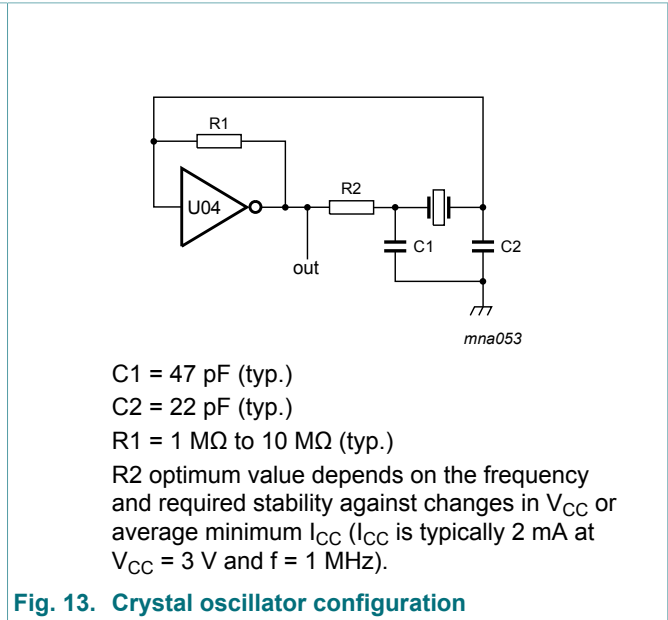 R1
U04
R2
out
C1
C2
mna053
C1 = 47 pF (typ.)
C2 = 22 pF (typ.)
R1 = 1 MΩ to 10 MΩ (typ.)
R2 optimum value depends on the frequency
and required stability against changes in VCC or
average minimum ICC (ICC is typically 2 mA at
VCC = 3 V and f = 1 MHz).
Fig. 13. Crystal oscillator configuration